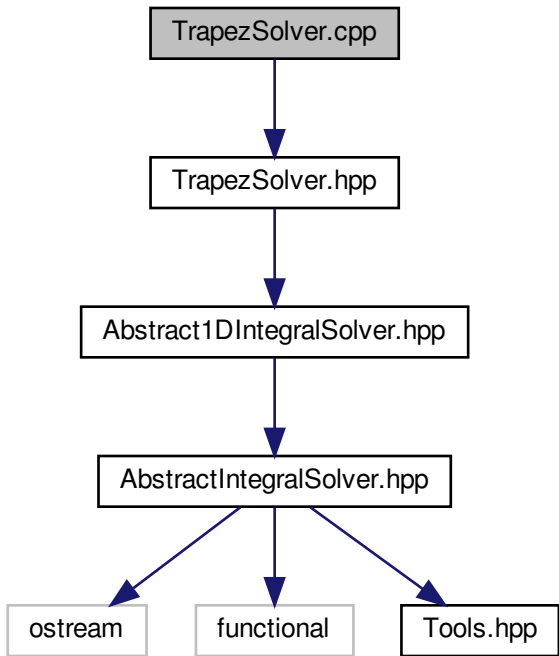 TrapezSolver.cpp
TrapezSolver.hpp
Abstract1DIntegralSolver.hpp
AbstractIntegralSolver.hpp
ostream
functional
Tools.hpp